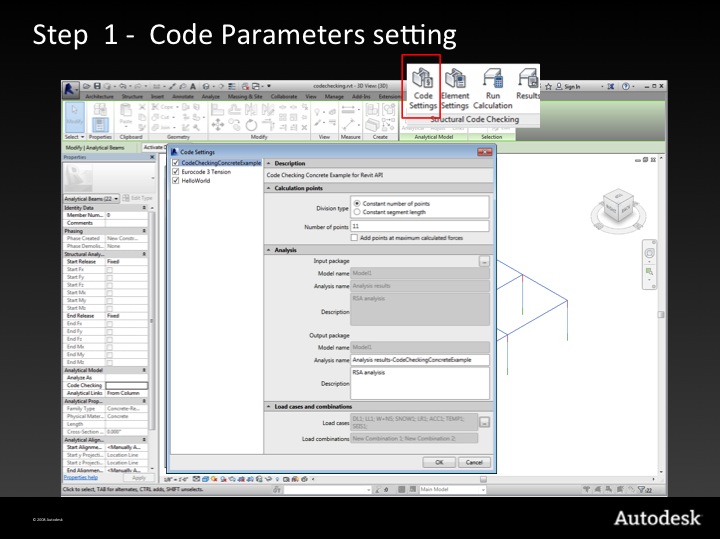 Step 1 - Code Parameters setting
codechecking.rvt - 3D View: {3D}
Sign In
Architecture Structure Insert Annotate Analyze Massing & Site Collaborate View Manage Add-Ins
Code Settings
Element Settings
Run Calculation
Results
Structural Code Checking
Modify
Properties
Paste
Cope
Cut
Join
Activate
Select Properties Clipboard Geometry Modify View Measure Create Analytical Model Selection
Modify | Analytical Beams
Activate D
Properties
Analytical Beams (22
Edit Type
Identity Data
Member Num... 0
Comments
Phasing
Phase Created New Constr...
Phase Demolis... None
Structural Analy...
Start Release Fixed
Start Fx
Start Fy
Start Fz
Start Mx
Start My
Start Mz
End Release Fixed
End Fx
End Fy
End Fz
End Mx
End My
End Mz
Analytical Model
Analyze As
Code Checking
Analytical Links From Column
Analytical Prop...
Family Type Concrete-Re...
Physical Mater... Concrete
Length
Cross-Section ... 0.000°
Analytical Align...
Start Alignme... <Manually A...
Start y Projecti... Location Line
Start z Projecti... Location Line
End Alignmen... <Manually A...
Properties help
Apply
Code Settings
CodeCheckingConcreteExample
Eurocode 3 Tension
HelloWorld
Description
Code Checking Concrete Example for Revit API
Calculation points
Division type
Constant number of points
Constant segment length
Number of points 11
Add points at maximum calculated forces
Analysis
Input package ...
Model name Model1
Analysis name Analysis results
RSA analysis
Description
Output package
Model name Model1
Analysis name Analysis results-CodeCheckingConcreteExample
RSA analysis
Description
Load cases and combinations
DL1; LL1; W+NS; SNOW1; LR1; ACC1; TEMP1;
Load cases
SEIS1;
...
Load combinations New Combination 1; New Combination 2;
OK
Cancel
1/8" = 1'-0"
Click to select, TAB for alternates, CTRL adds, SHIFT unselects.
:0
Main Model
:22
© 2008 Autodesk
Autodesk